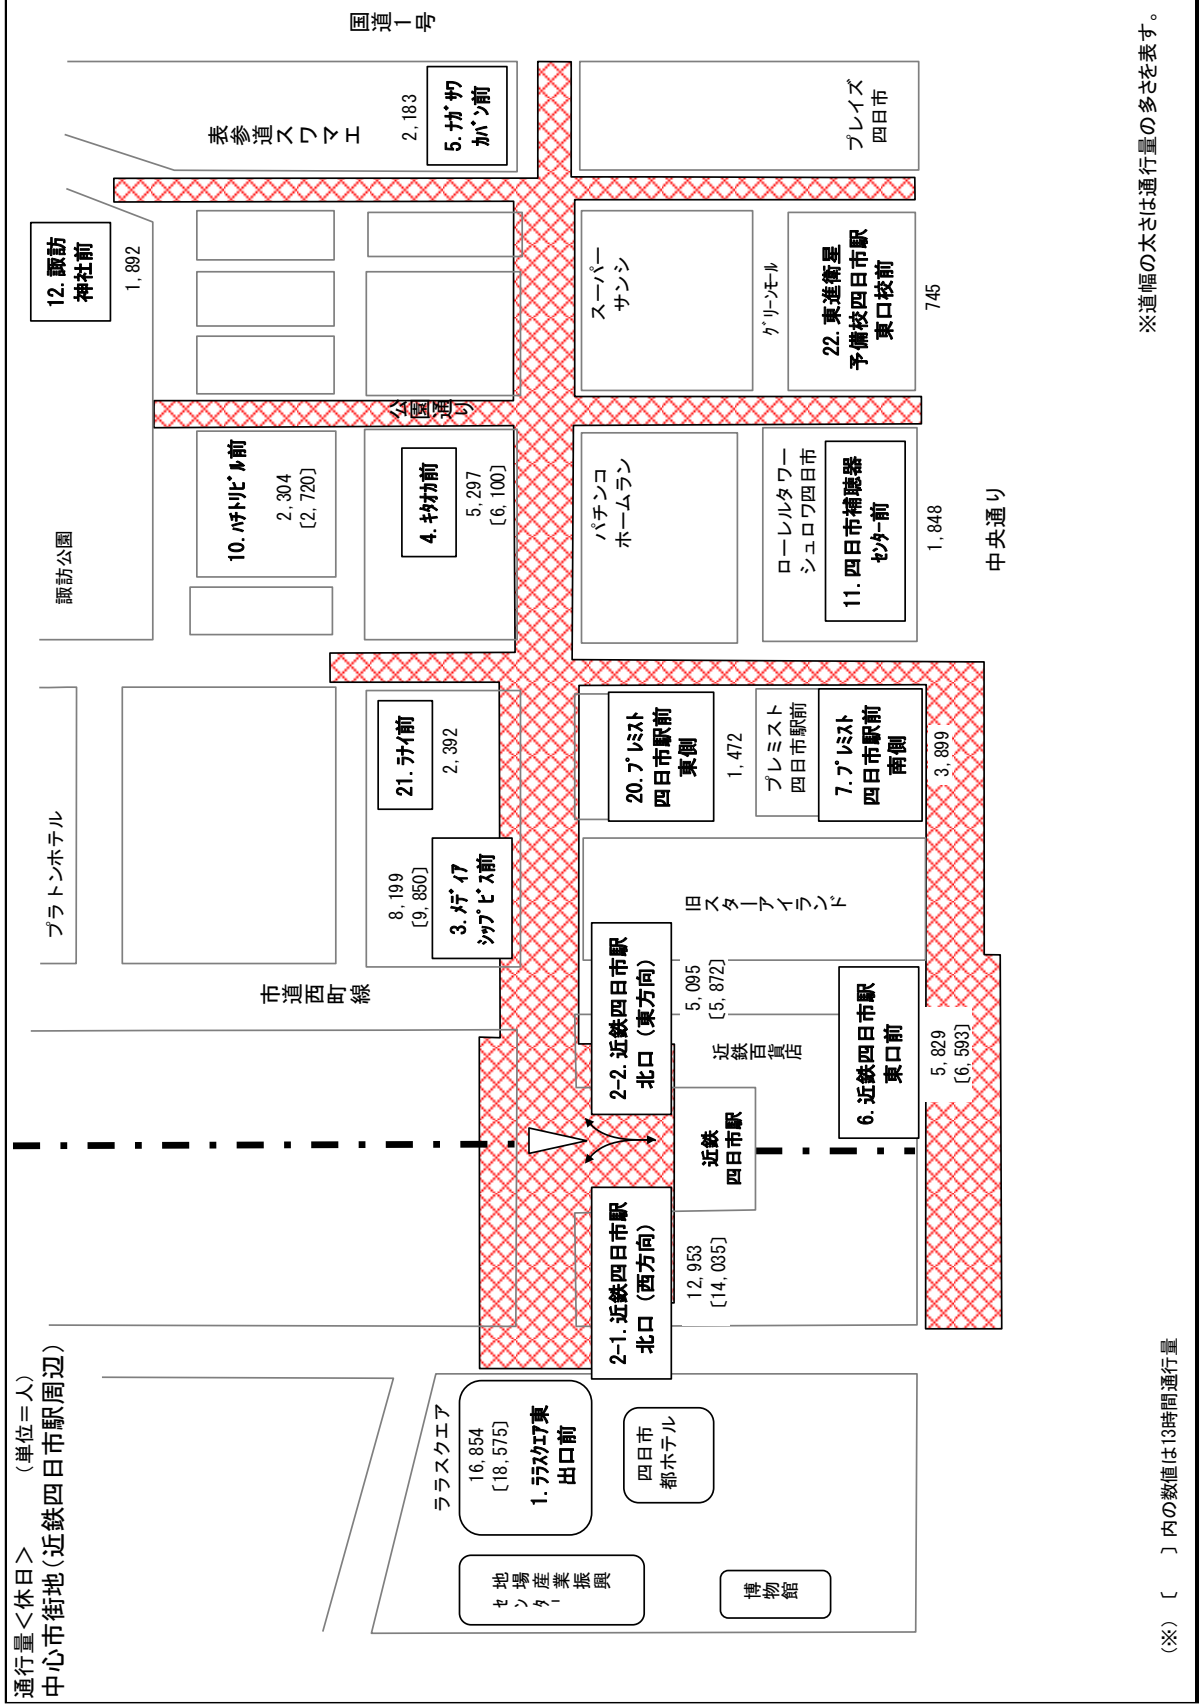 通行量<休日> (単位=人)
中心市街地(近鉄四日市駅周辺)
国道1号
表参道スワマエ
2,183
5. ﾅｶﾞｻﾜ
ｶﾊﾞﾝ前
プレイズ
四日市
12. 諏訪
神社前
1,892
スーパー
サンシ
ｸﾞﾘｰﾝﾓｰﾙ
22. 東進衛星
予備校四日市駅
東口校前
745
公園通り
諏訪公園
10. ﾊﾁﾄﾘﾋﾞﾙ前
2,304
[2,720]
4. ｷﾀｵｶ前
5,297
[6,100]
パチンコ
ホームラン
ローレルタワー
シュロワ四日市
11. 四日市補聴器
ｾﾝﾀｰ前
1,848
中央通り
プラトンホテル
21. ﾗﾅｲ前
2,392
8,199
[9,850]
3. ﾒﾃﾞｨｱ
ｼｯﾌﾟﾋﾞｽ前
20. ﾌﾟﾚﾐｽﾄ
四日市駅前
東側
1,472
プレミスト
四日市駅前
7. ﾌﾟﾚﾐｽﾄ
四日市駅前
南側
3,899
旧スターアイランド
市道西町線
2-2. 近鉄四日市駅
北口 (東方向)
5,095
[5,872]
近鉄
百貨店
6. 近鉄四日市駅
東口前
5,829
[6,593]
近鉄
四日市駅
2-1. 近鉄四日市駅
北口 (西方向)
12,953
[14,035]
ララスクエア
16,854
[18,575]
1. ﾗﾗｽｸｴｱ東
出口前
四日市
都ホテル
地場産業振興
センター
博物館
(※) [ ] 内の数値は13時間通行量
※道幅の太さは通行量の多さを表す。